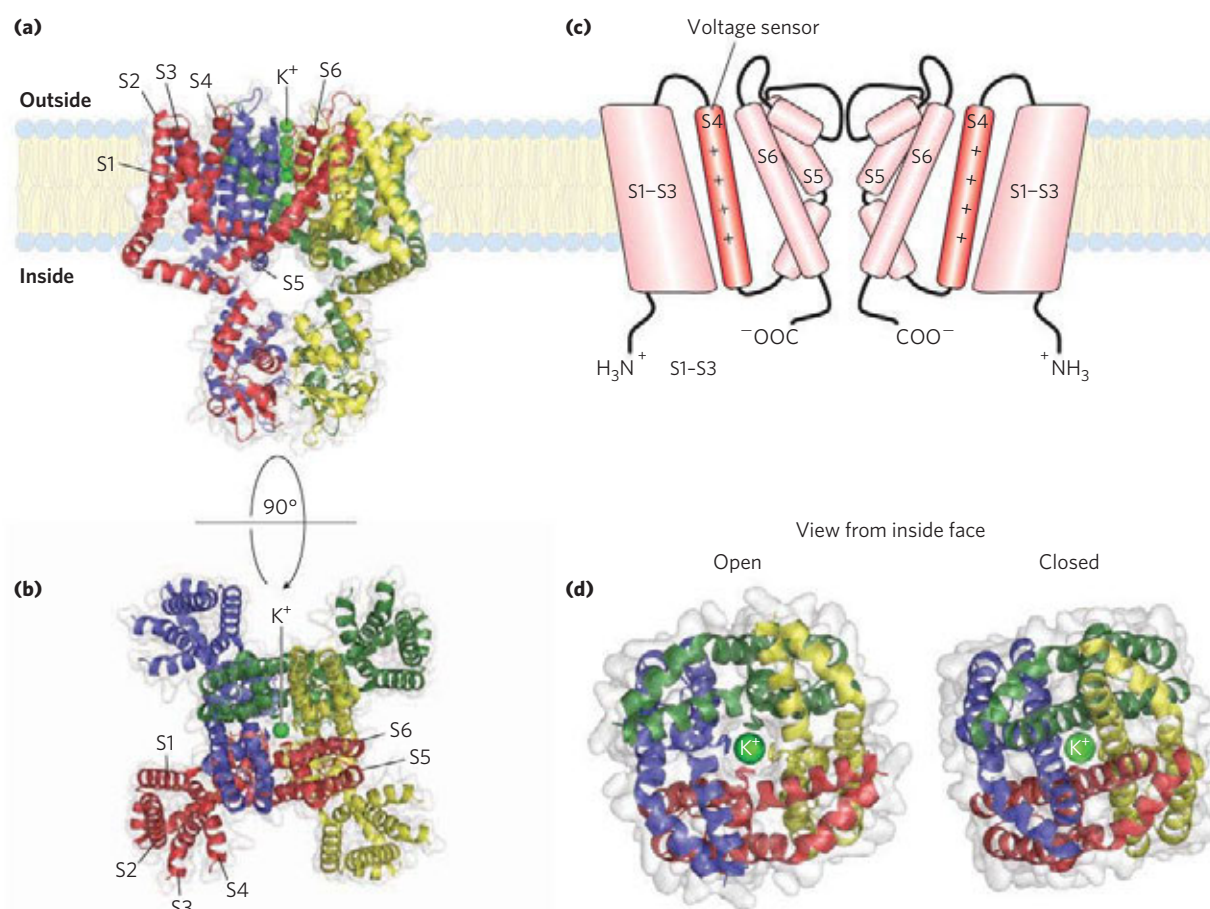 (a)
S3
S2
S4
K+
S6
Outside
S1
Inside
S5
90°
(b)
K+
S1
S6
S5
S2
S4
S3
(c)
Voltage sensor
S4
S4
S6
S6
S5
S5
S1–S3
S1–S3
+
+
+
+
+
+
+
+
−OOC
COO−
H3N+
S1–S3
+NH3
View from inside face
Open
Closed
(d)
K+
K+